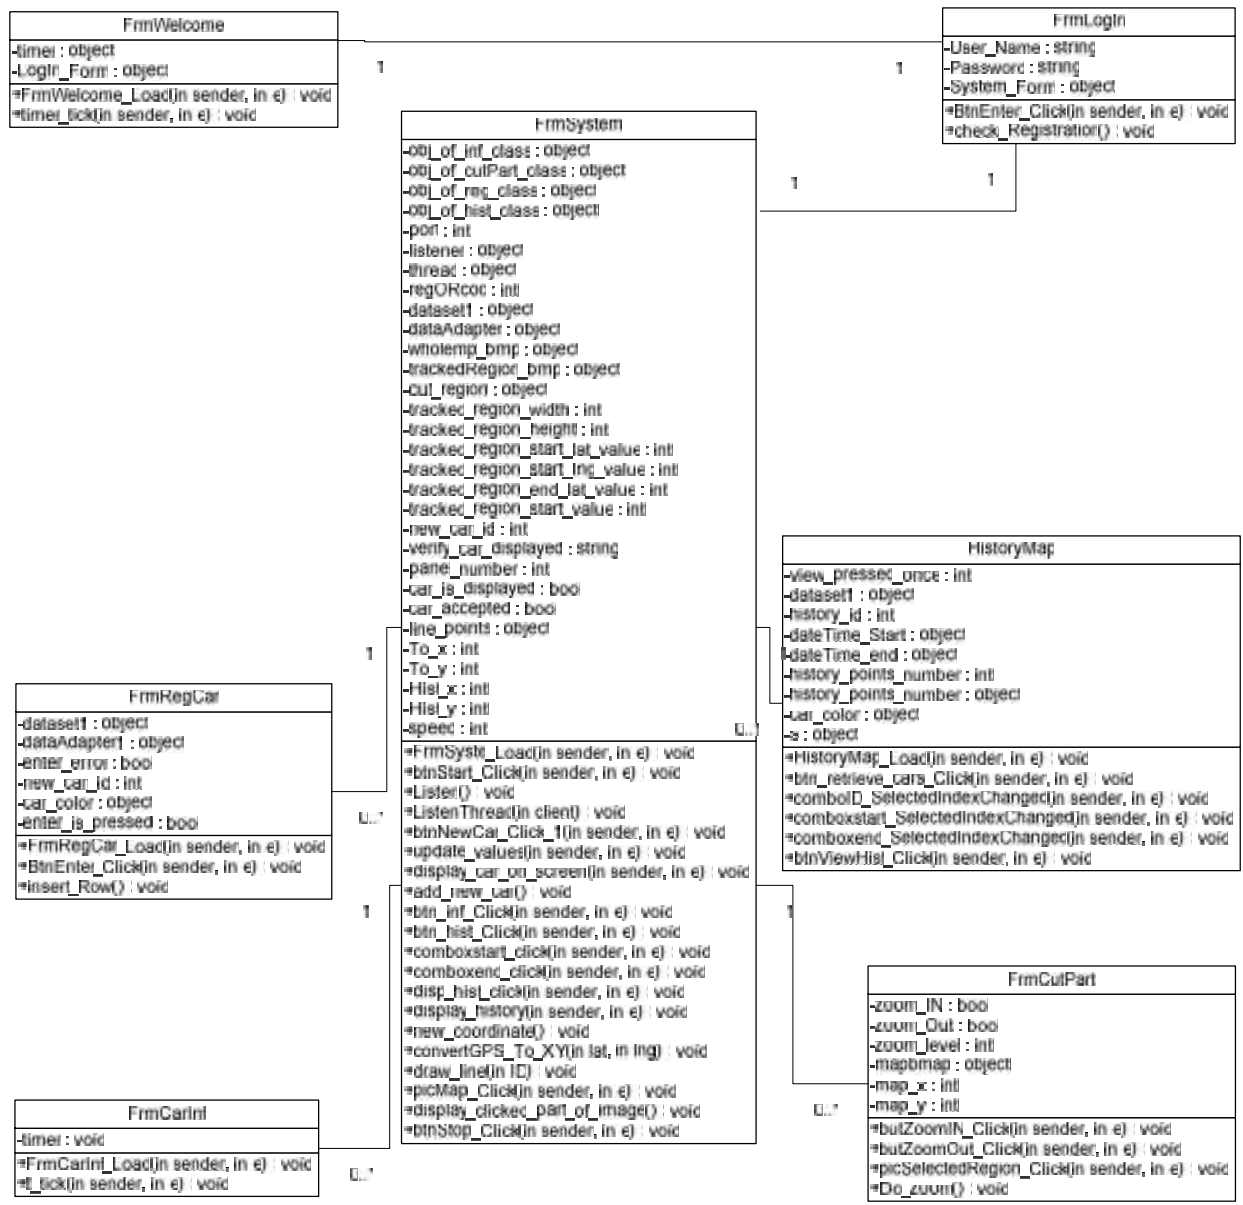 FrmWelcome
-timer : object
-LogIn_Form : object
+FrmWelcome_Load(in sender, in e) : void
+timer_tick(in sender, in e) : void
1
1
FrmLogIn
-User_Name : string
-Password : string
-System_Form : object
+BtnEnter_Click(in sender, in e) : void
+check_Registration() : void
1
1
FrmSystem
-obj_of_inf_class : object
-obj_of_cutPart_class : object
-obj_of_reg_class : object
-obj_of_hist_class : object
-port : int
-listener : object
-thread : object
-regORcod : int
-dataset1 : object
-dataAdapter : object
-wholemp_bmp : object
-trackedRegion_bmp : object
-cut_region : object
-tracked_region_width : int
-tracked_region_height : int
-tracked_region_start_lat_value : int
-tracked_region_start_lng_value : int
-tracked_region_end_lat_value : int
-tracked_region_start_value : int
-new_car_id : int
-verify_car_displayed : string
-panel_number : int
-car_is_displayed : bool
-car_accepted : bool
-line_points : object
-To_x : int
-To_y : int
-Hist_x : int
-Hist_y : int
-speed : int
+FrmSyste_Load(in sender, in e) : void
+btnStart_Click(in sender, in e) : void
+Listen() : void
+ListenThread(in client) : void
+btnNewCar_Click_1(in sender, in e) : void
+update_values(in sender, in e) : void
+display_car_on_screen(in sender, in e) : void
+add_new_car() : void
+btn_inf_Click(in sender, in e) : void
+btn_hist_Click(in sender, in e) : void
+comboxstart_click(in sender, in e) : void
+comboxend_click(in sender, in e) : void
+disp_hist_click(in sender, in e) : void
+display_history(in sender, in e) : void
+new_coordinate() : void
+convertGPS_To_XY(in lat, in lng) : void
+draw_line(in ID) : void
+picMap_Click(in sender, in e) : void
+display_clicked_part_of_image() : void
+btnStop_Click(in sender, in e) : void
1
0..1
HistoryMap
-view_pressed_once : int
-dataset1 : object
-history_id : int
-dateTime_Start : object
-dateTime_end : object
-history_points_number : int
-history_points_number : object
-car_color : object
-s : object
+HistoryMap_Load(in sender, in e) : void
+btn_retrieve_cars_Click(in sender, in e) : void
+comboID_SelectedIndexChanged(in sender, in e) : void
+comboxstart_SelectedIndexChanged(in sender, in e) : void
+comboxend_SelectedIndexChanged(in sender, in e) : void
+btnViewHist_Click(in sender, in e) : void
1
0..*
FrmRegCar
-dataset1 : object
-dataAdapter1 : object
-enter_error : bool
-new_car_id : int
-car_color : object
-enter_is_pressed : bool
+FrmRegCar_Load(in sender, in e) : void
+BtnEnter_Click(in sender, in e) : void
+insert_Row() : void
1
0..*
FrmCarInf
-timer : void
+FrmCarInf_Load(in sender, in e) : void
+t_tick(in sender, in e) : void
1
0..*
FrmCutPart
-zoom_IN : bool
-zoom_Out : bool
-zoom_level : int
-mapbmap : object
-map_x : int
-map_y : int
+butZoomIN_Click(in sender, in e) : void
+butZoomOut_Click(in sender, in e) : void
+picSelectedRegion_Click(in sender, in e) : void
+Do_zoom() : void